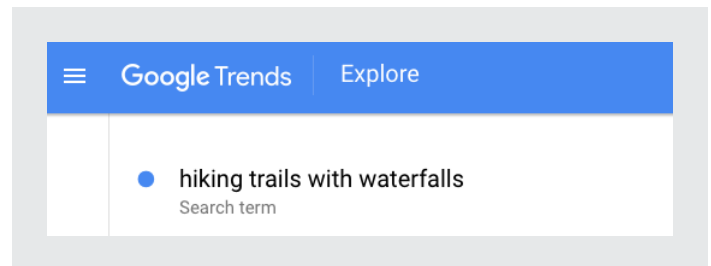 Google Trends Explore
hiking trails with waterfalls
Search term